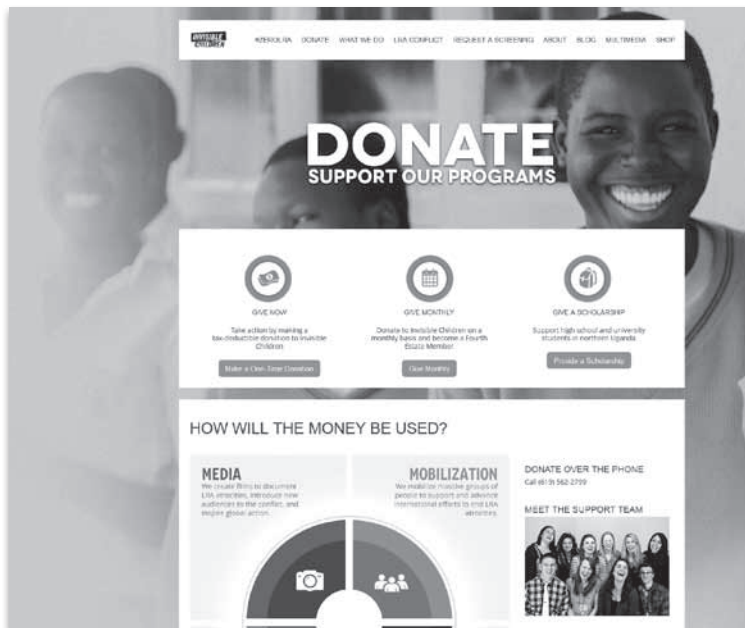 INVISIBLE
CHILDREN
#ZEROLRA DONATE WHAT WE DO LRA CONFLICT REQUEST A SCREENING ABOUT BLOG MULTIMEDIA SHOP
DONATE
SUPPORT OUR PROGRAMS
GIVE NOW
Take action by making a
tax-deductible donation to Invisible
Children
Make a One-Time Donation
GIVE MONTHLY
Donate to Invisible Children on a
monthly basis and become a Fourth
Estate Member
Give Monthly
GIVE A SCHOLARSHIP
Support high school and university
students in northern Uganda
Provide a Scholarship
HOW WILL THE MONEY BE USED?
MEDIA
We create films to document
LRA atrocities, introduce new
audiences to the conflict, and
inspire global action.
MOBILIZATION
We mobilize massive groups of
people to support and advance
international efforts to end LRA
atrocities.
DONATE OVER THE PHONE
Call (619) 562-2799
MEET THE SUPPORT TEAM